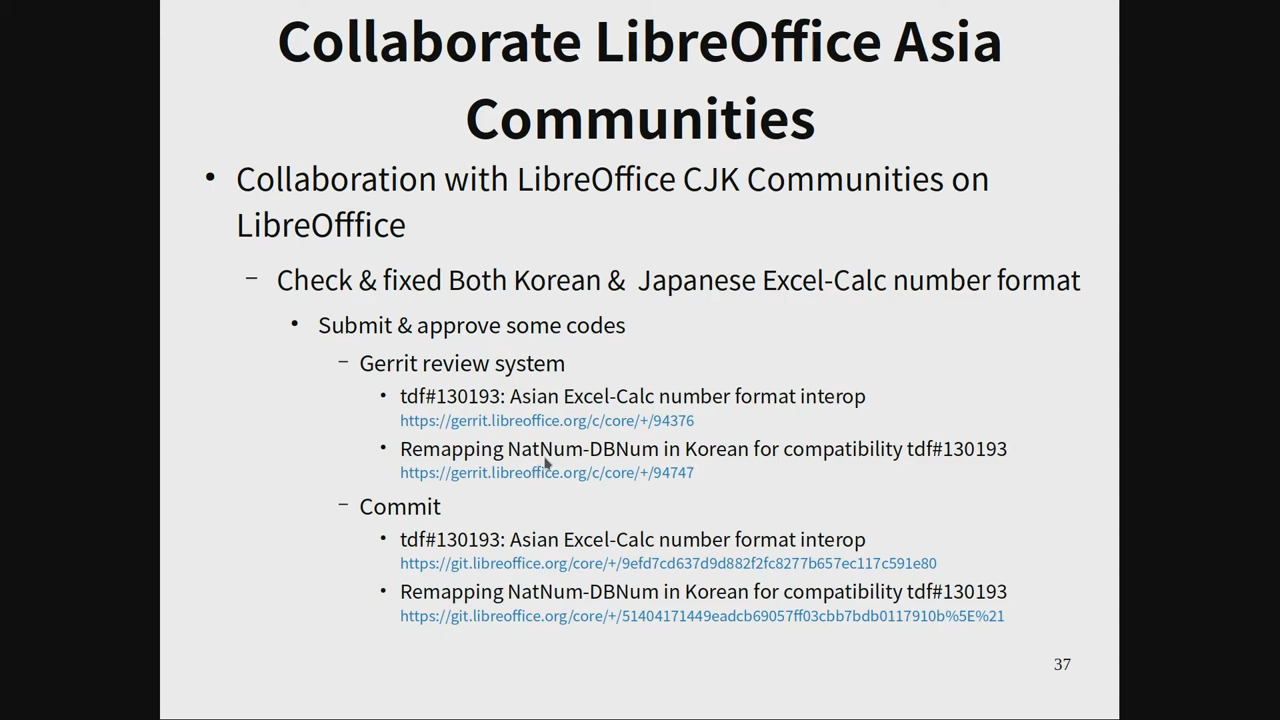 Collaborate LibreOffice Asia
Communities
• Collaboration with LibreOffice CJK Communities on
LibreOfffice
– Check & fixed Both Korean & Japanese Excel-Calc number format
• Submit & approve some codes
– Gerrit review system
• tdf#130193: Asian Excel-Calc number format interop
https://gerrit.libreoffice.org/c/core/+/94376
• Remapping NatNum-DBNum in Korean for compatibility tdf#130193
https://gerrit.libreoffice.org/c/core/+/94747
– Commit
• tdf#130193: Asian Excel-Calc number format interop
https://git.libreoffice.org/core/+/9efd7cd637d9d882f2fc8277b657ec117c591e80
• Remapping NatNum-DBNum in Korean for compatibility tdf#130193
https://git.libreoffice.org/core/+/51404171449eadcb69057ff03cbb7bdb0117910b%5E%21
37